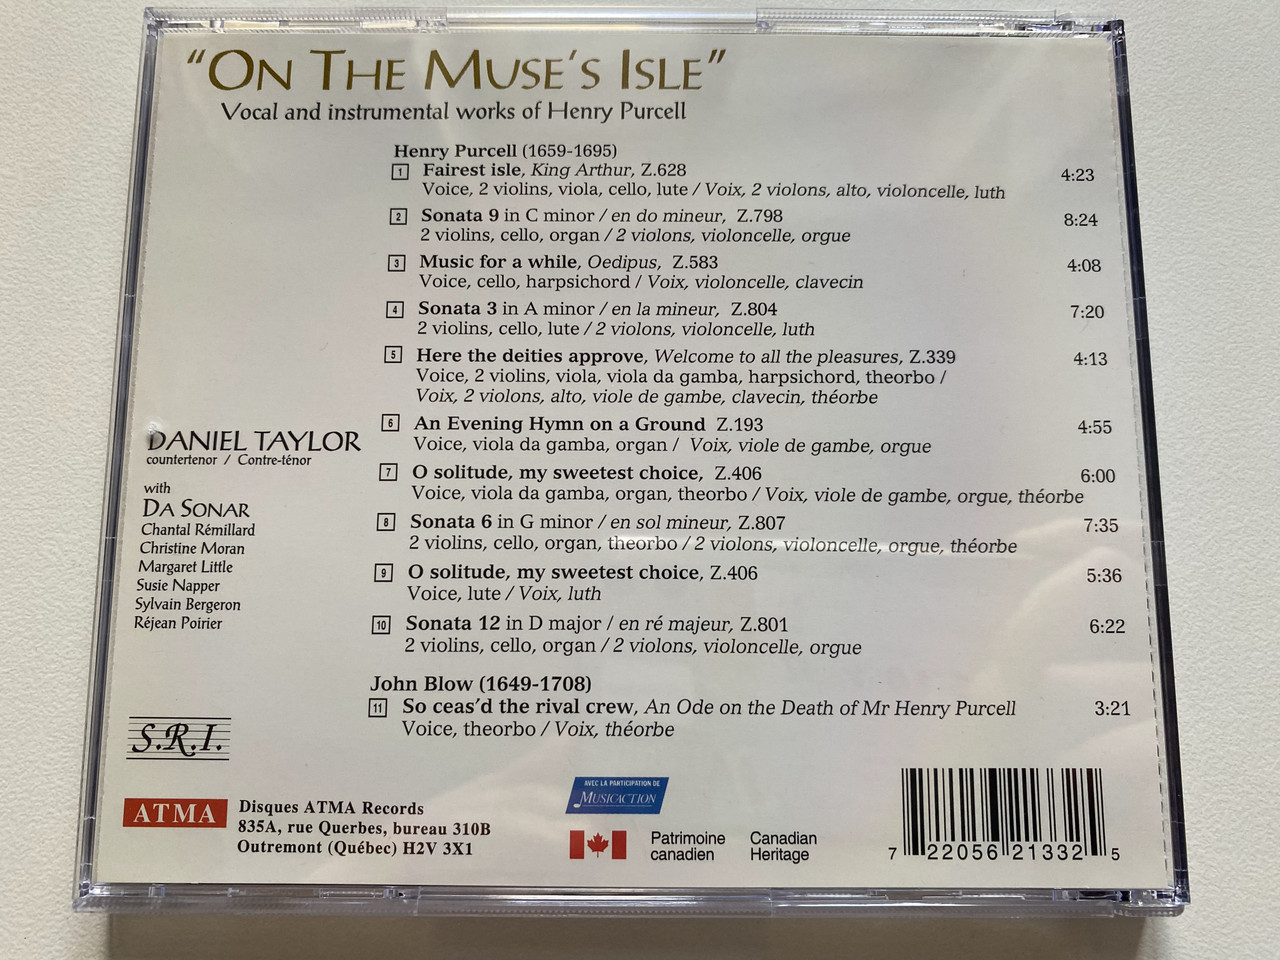 "ON THE MUSE'S ISLE"
Vocal and instrumental works of Henry Purcell
Henry Purcell (1659-1695)
1 Fairest isle, King Arthur, Z.628 4:23
Voice, 2 violins, viola, cello, lute / Voix, 2 violons, alto, violoncelle, luth
2 Sonata 9 in C minor / en do mineur, Z.798 8:24
2 violins, cello, organ / 2 violons, violoncelle, orgue
3 Music for a while, Oedipus, Z.583 4:08
Voice, cello, harpsichord / Voix, violoncelle, clavecin
4 Sonata 3 in A minor / en la mineur, Z.804 7:20
2 violins, cello, lute / 2 violons, violoncelle, luth
5 Here the deities approve, Welcome to all the pleasures, Z.339 4:13
Voice, 2 violins, viola, viola da gamba, harpsichord, theorbo /
Voix, 2 violons, alto, viole de gambe, clavecin, théorbe
6 An Evening Hymn on a Ground Z.193 4:55
Voice, viola da gamba, organ / Voix, viole de gambe, orgue
7 O solitude, my sweetest choice, Z.406 6:00
Voice, viola da gamba, organ, theorbo / Voix, viole de gambe, orgue, théorbe
8 Sonata 6 in G minor / en sol mineur, Z.807 7:35
2 violins, cello, organ, theorbo / 2 violons, violoncelle, orgue, théorbe
9 O solitude, my sweetest choice, Z.406 5:36
Voice, lute / Voix, luth
10 Sonata 12 in D major / en ré majeur, Z.801 6:22
2 violins, cello, organ / 2 violons, violoncelle, orgue
John Blow (1649-1708)
11 So ceas'd the rival crew, An Ode on the Death of Mr Henry Purcell 3:21
Voice, theorbo / Voix, théorbe
DANIEL TAYLOR
countertenor / Contre-ténor
with
DA SONAR
Chantal Rémillard
Christine Moran
Margaret Little
Susie Napper
Sylvain Bergeron
Réjean Poirier
S.R.I.
ATMA
Disques ATMA Records
835A, rue Querbes, bureau 310B
Outremont (Québec) H2V 3X1
AVEC LA PARTICIPATION DE
MUSICACTION
Patrimoine canadien
Canadian Heritage
7 22056 21332 5